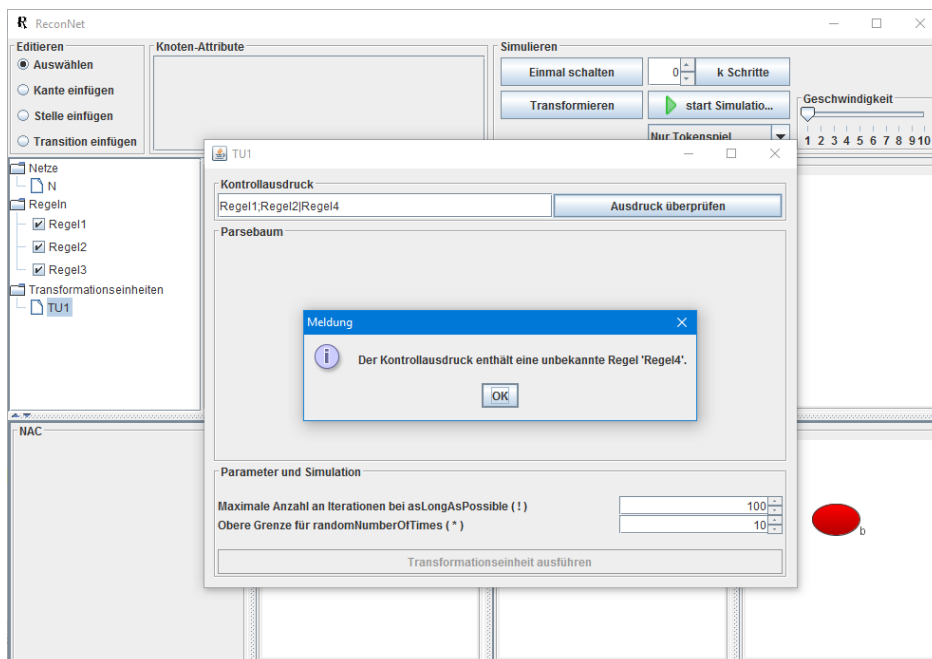 ReconNet
Editieren
Auswählen
Kante einfügen
Stelle einfügen
Transition einfügen
Knoten-Attribute
Simulieren
Einmal schalten
0
k Schritte
Transformieren
start Simulatio...
Nur Tokenspiel
Geschwindigkeit
1 2 3 4 5 6 7 8 9 10
Netze
N
Regeln
Regel1
Regel2
Regel3
Transformationseinheiten
TU1
TU1
Kontrollausdruck
Regel1;Regel2|Regel4
Ausdruck überprüfen
Parsebaum
Meldung
Der Kontrollausdruck enthält eine unbekannte Regel 'Regel4'.
OK
Parameter und Simulation
Maximale Anzahl an Iterationen bei asLongAsPossible ( ! )
100
Obere Grenze für randomNumberOfTimes ( * )
10
Transformationseinheit ausführen
NAC
b